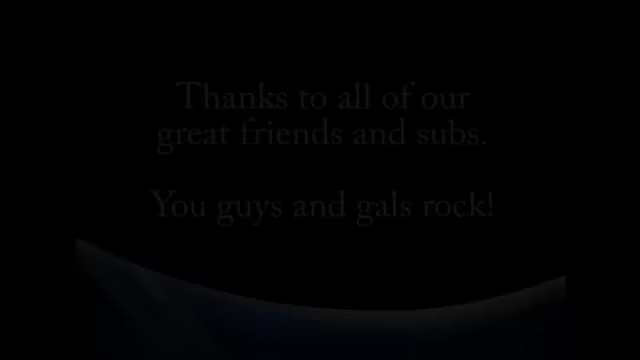 Thanks to all of our
great friends and subs.
You guys and gals rock!